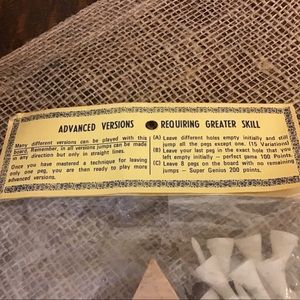 ADVANCED VERSIONS
Many different versions can be played with this
board. Remember, in all versions jumps can be made
in any direction but only in straight lines.
Once you have mastered a technique for leaving
only one peg, you are then ready to play more
advanced versions.
REQUIRING GREATER SKILL
(A) Leave different holes empty initially and still
jump all the pegs except one. (15 Variations)
(B) Leave your last peg in the exact hole that you
left empty initially — perfect game 100 Points.
(C) Leave 8 pegs on the board with no remaining
jumps — Super Genius 200 points.